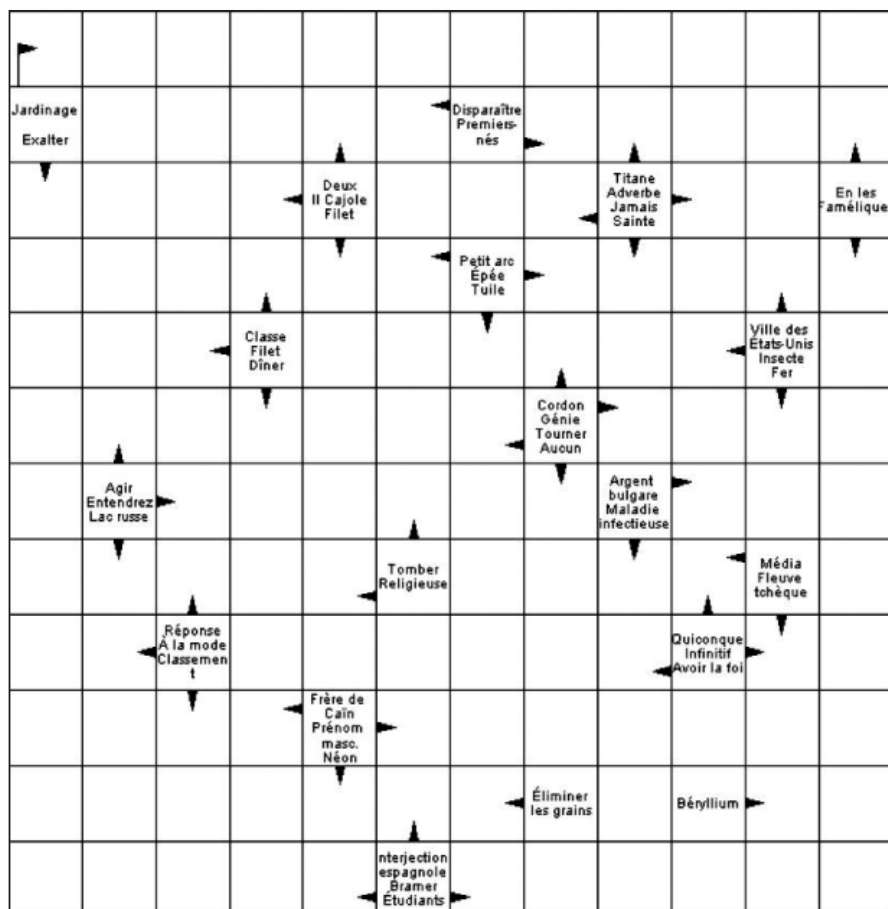 Jardinage
Exalter
Disparaître
Premiers-
nés
Deux
II Cajole
Filet
Titane
Adverbe
Jamais
Sainte
En les
Famélique
Petit arc
Épée
Tuile
Classe
Filet
Dîner
Ville des
États-Unis
Insecte
Fer
Cordon
Génie
Tourner
Aucun
Agir
Entendrez
Lac russe
Argent
bulgare
Maladie
infectieuse
Tomber
Religieuse
Média
Fleuve
tchèque
Réponse
À la mode
Classemen
t
Quiconque
Infinitif
Avoir la foi
Frère de
Caïn
Prénom
masc.
Néon
Éliminer
les grains
Béryllium
nterjection
espagnole
Bramer
Étudiants